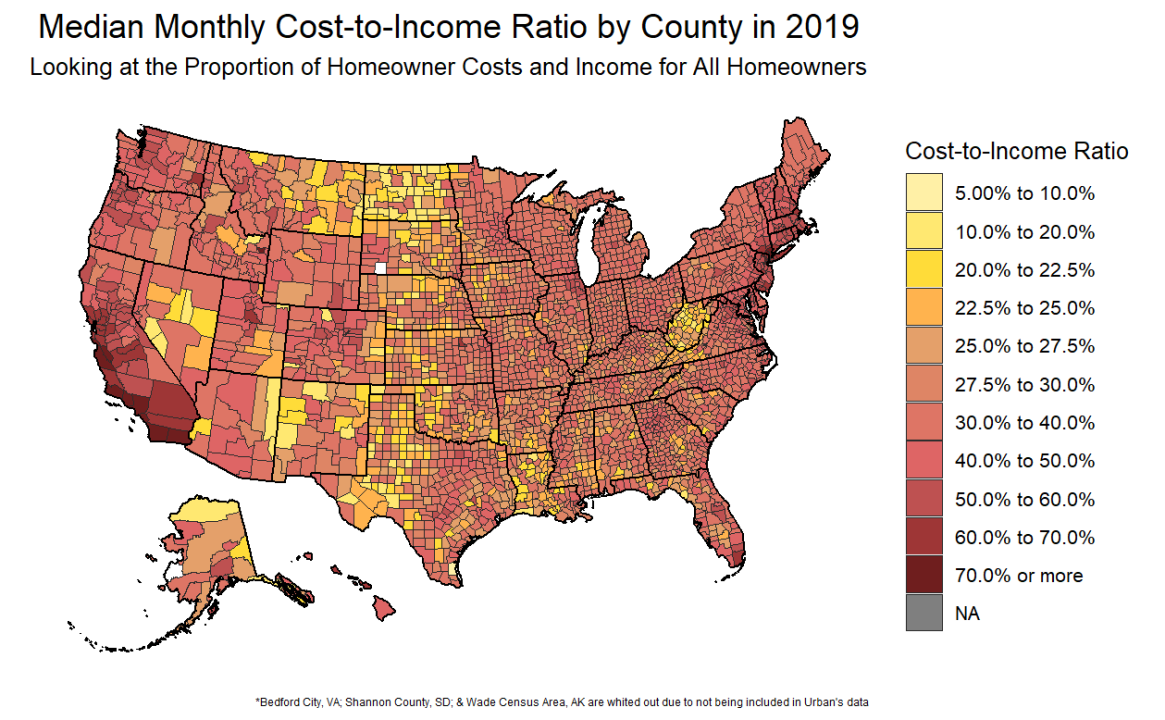 Median Monthly Cost-to-Income Ratio by County in 2019
Looking at the Proportion of Homeowner Costs and Income for All Homeowners
Cost-to-Income Ratio
5.00% to 10.0%
10.0% to 20.0%
20.0% to 22.5%
22.5% to 25.0%
25.0% to 27.5%
27.5% to 30.0%
30.0% to 40.0%
40.0% to 50.0%
50.0% to 60.0%
60.0% to 70.0%
70.0% or more
NA
*Bedford City, VA; Shannon County, SD; & Wade Census Area, AK are whited out due to not being included in Urban's data